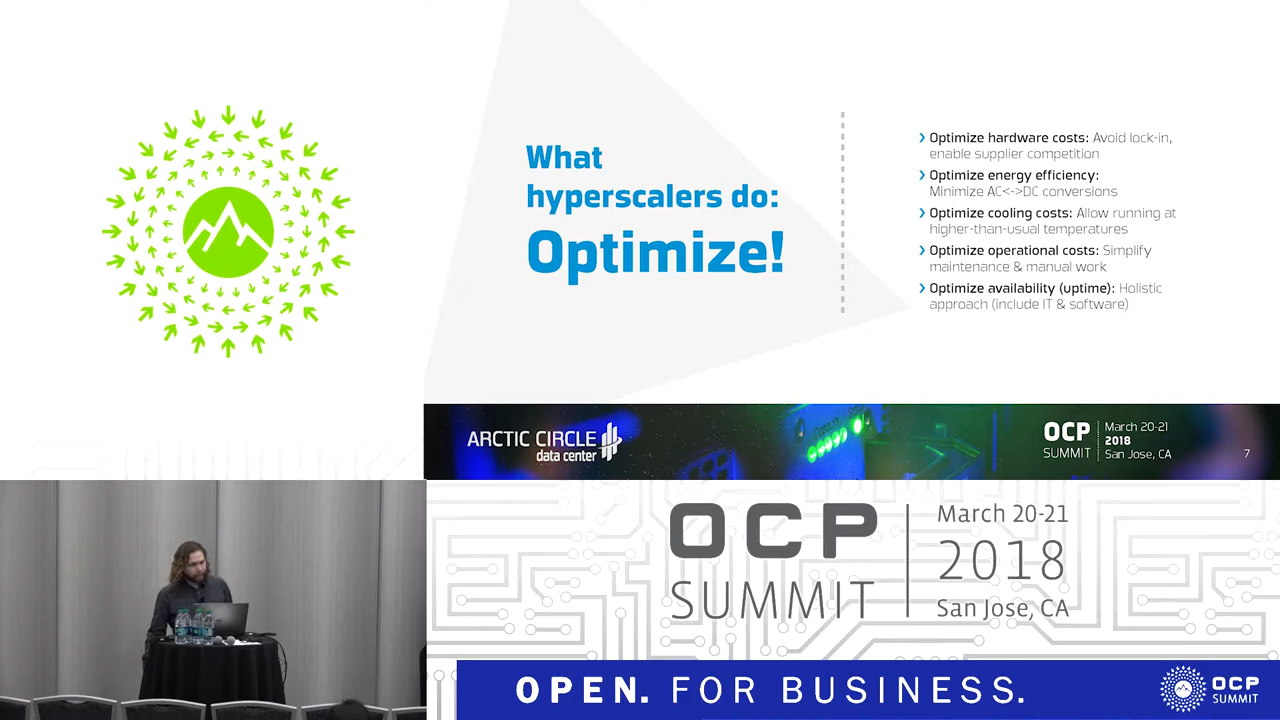 What
hyperscalers do:
Optimize!
Optimize hardware costs: Avoid lock-in,
enable supplier competition
Optimize energy efficiency:
Minimize AC<->DC conversions
Optimize cooling costs: Allow running at
higher-than-usual temperatures
Optimize operational costs: Simplify
maintenance & manual work
Optimize availability (uptime): Holistic
approach (include IT & software)
ARCTIC CIRCLE
data center
OCP
SUMMIT
March 20-21
2018
San Jose, CA
7
OCP
SUMMIT
March 20-21
2018
San Jose, CA
OPEN. FOR BUSINESS.
OCP
SUMMIT